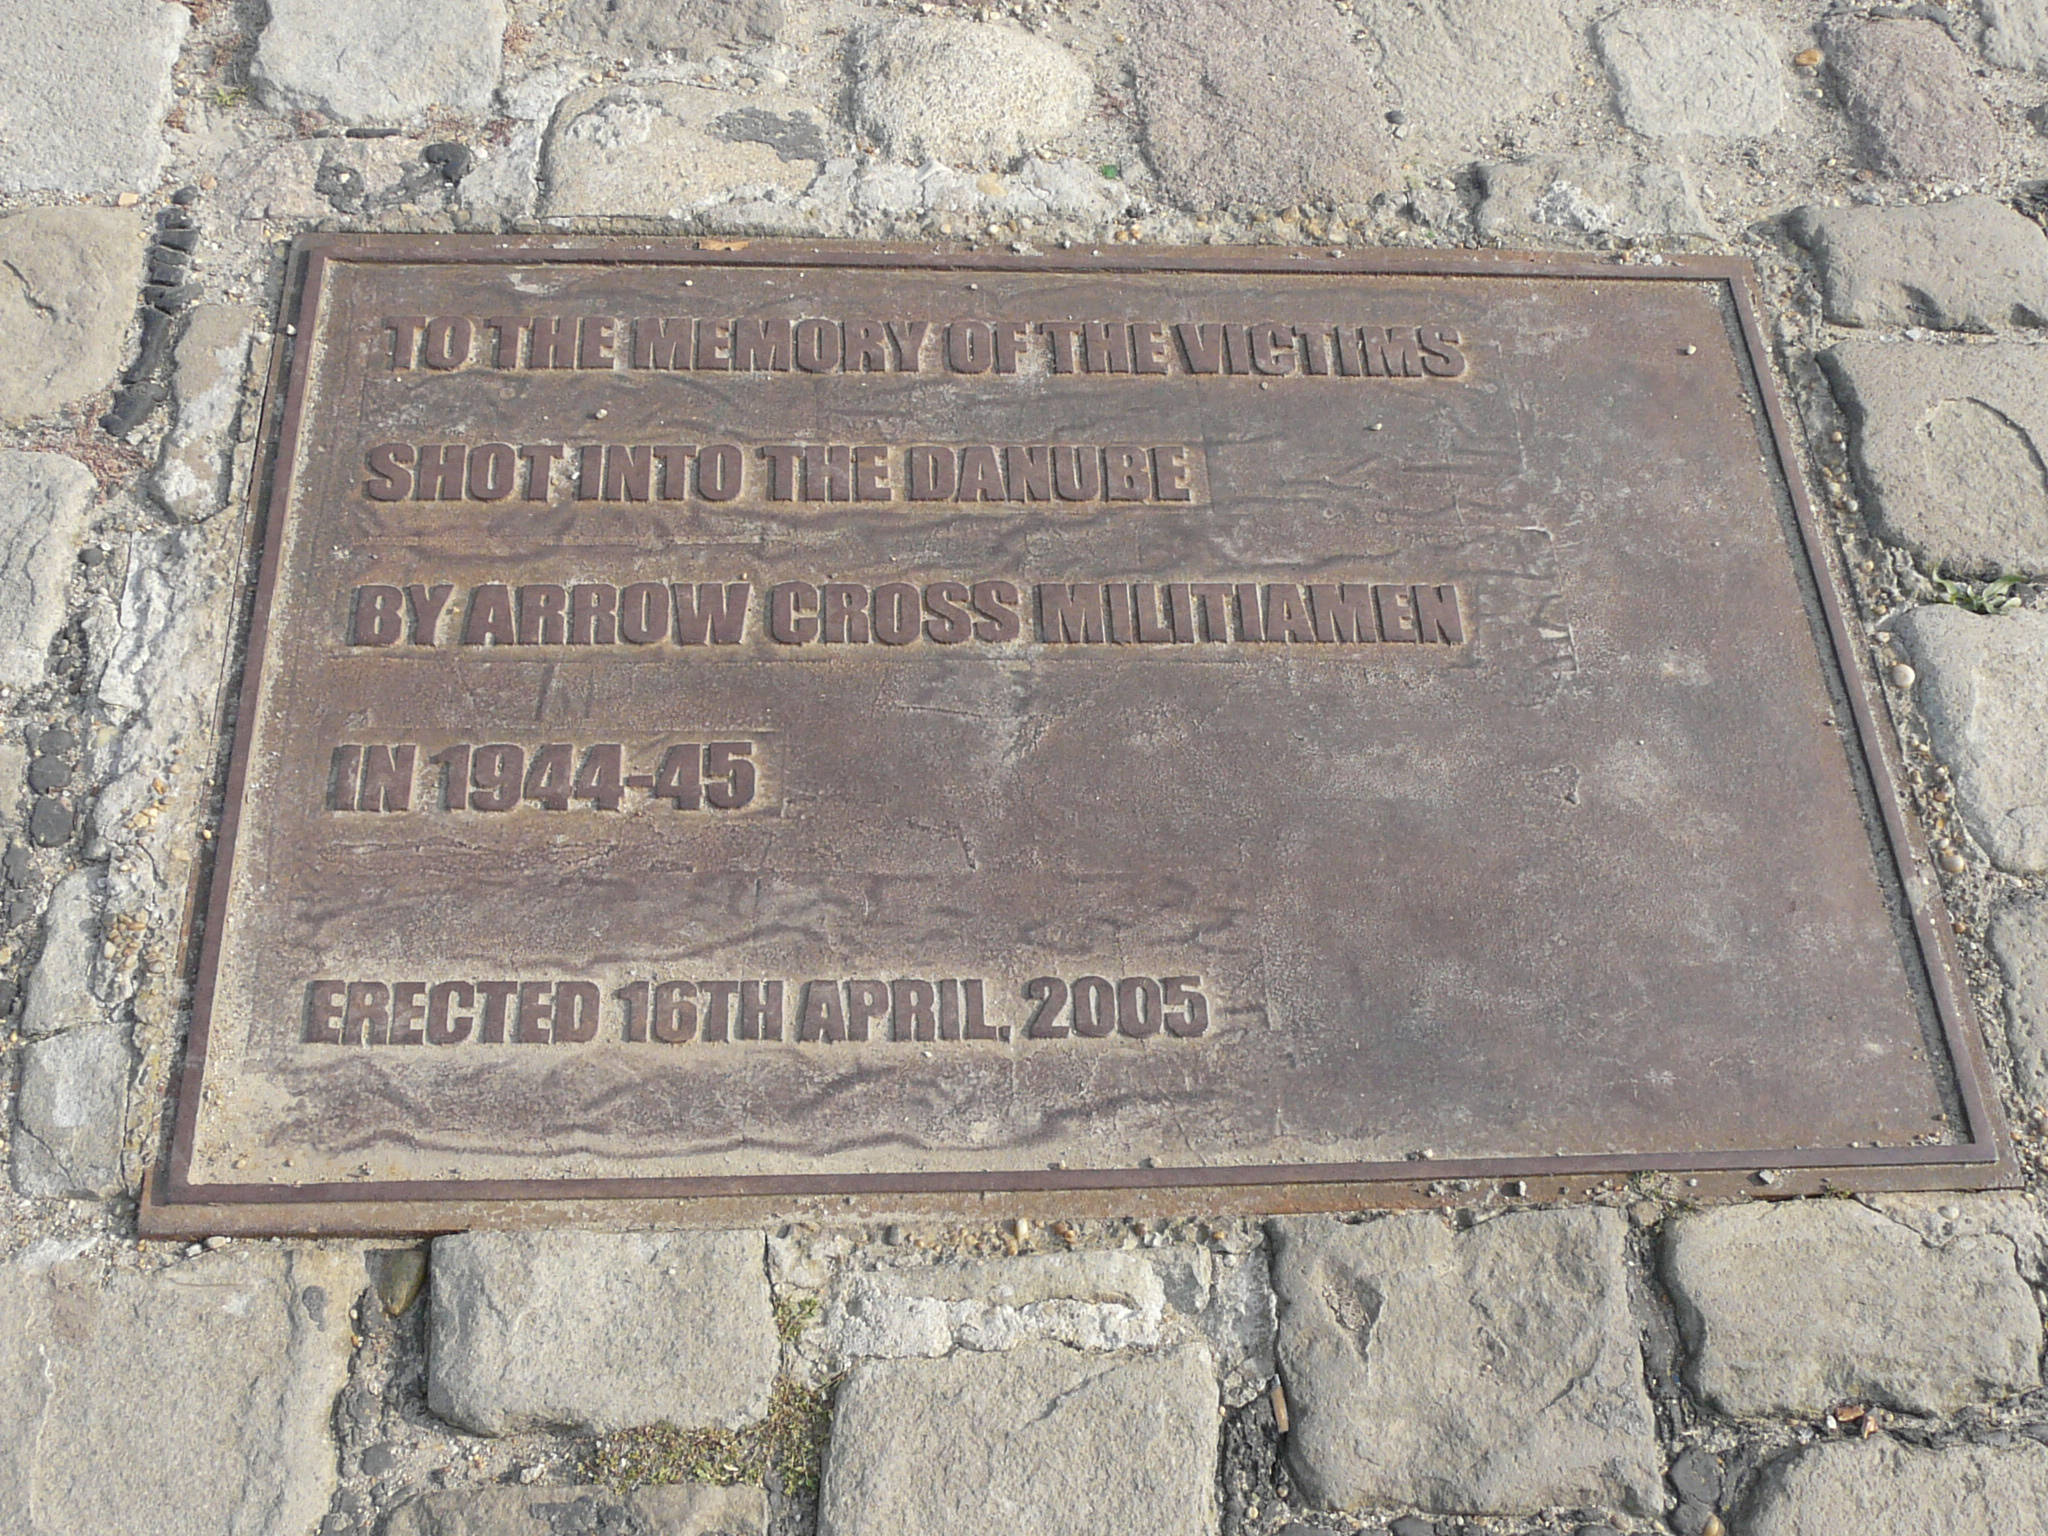 TO THE MEMORY OF THE VICTIMS
SHOT INTO THE DANUBE
BY ARROW CROSS MILITIAMEN
IN 1944-45
ERECTED 16TH APRIL, 2005